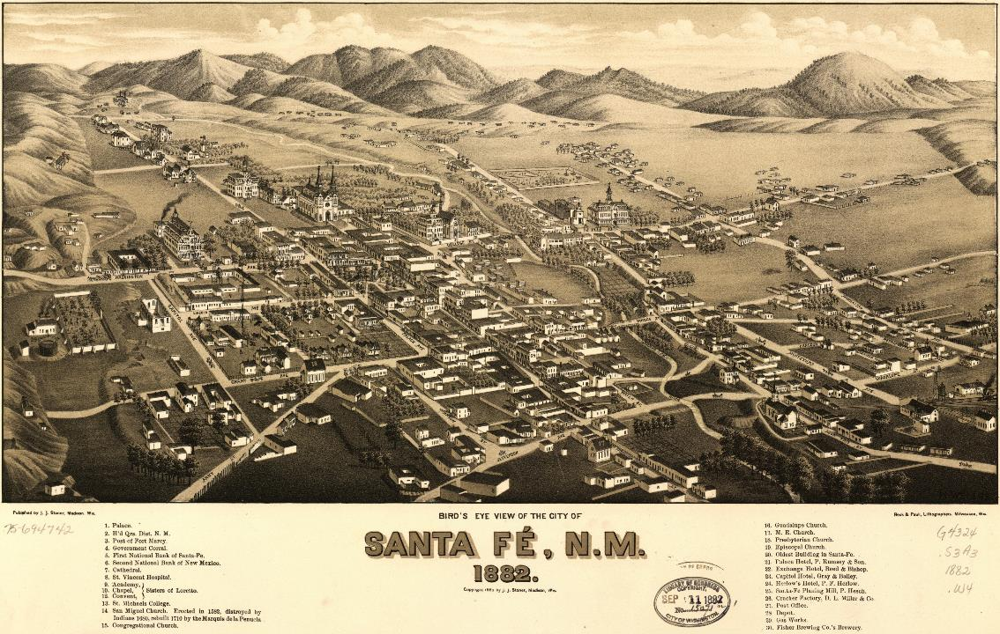 WASHINGTON
Published by J. J. Stoner, Madison, Wis.
BIRD'S EYE VIEW OF THE CITY OF
Beck & Pauli, Lithographers, Milwaukee, Wis.
SANTA FÉ, N.M.
1882.
Copyright 1882 by J. J. Stoner, Madison, Wis.
75-694742
1. Palace.
2. H'd Qrs. Dist. N. M.
3. Post of Fort Marcy.
4. Government Corral.
5. First National Bank of Santa-Fe.
6. Second National Bank of New Mexico.
7. Cathedral.
8. St. Vincent Hospital.
9. Academy,
10. Chapel, Sisters of Loretto.
12. Convent,
13. St. Michaels College.
14 San Miguel Church. Erected in 1582, distroyed by
Indians 1680, rebuilt 1710 by the Marquis de la Penucla
15. Congregational Church.
16. Guadalupe Church.
17. M. E. Church.
18. Presbyterian Church.
19. Episcopal Church.
20. Oldest Building in Santa-Fe.
21. Palace Hotel, P. Rumsey & Son.
22. Exchange Hotel, Reed & Bishop.
23. Capitol Hotel, Gray & Bailey.
24. Herlow's Hotel, P. F. Herlow.
25. Santa-Fe Planing Mill, P. Hesch.
26. Cracker Factory, D. L. Miller & Co.
27. Post Office.
28. Depot.
29. Gas Works.
30. Fisher Brewing Co.'s Brewery.
LIBRARY OF CONGRESS
COPYRIGHT
SEP 11 1882
No.
CITY OF WASHINGTON
G4324
.S3A3
1882
.W4